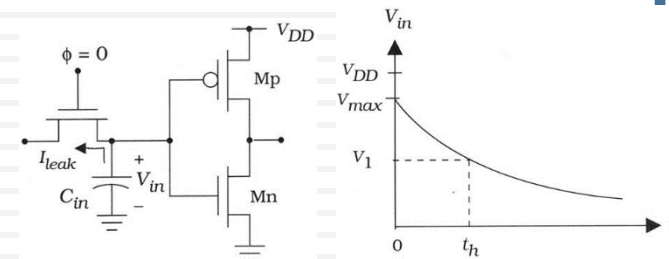 V_DD
ϕ = 0
Mp
I_leak
+
V_in
−
C_in
Mn
V_in
V_DD
V_max
V_1
0
t_h